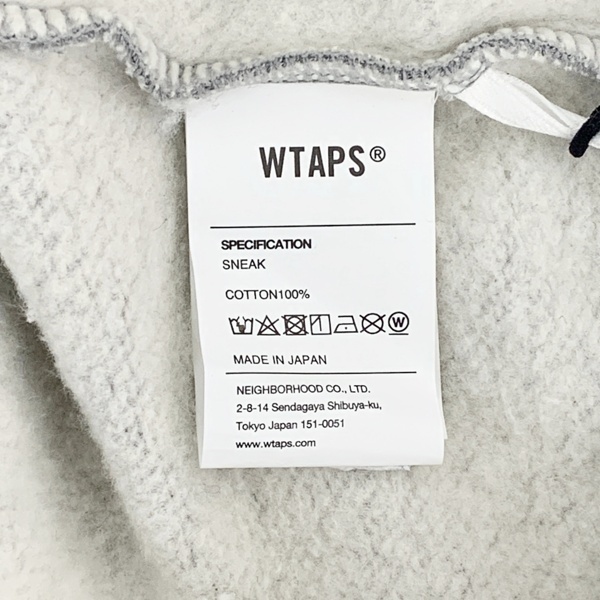 WTAPS®
SPECIFICATION
SNEAK
COTTON100%
W
MADE IN JAPAN
NEIGHBORHOOD CO., LTD.
2-8-14 Sendagaya Shibuya-ku,
Tokyo Japan 151-0051
www.wtaps.com